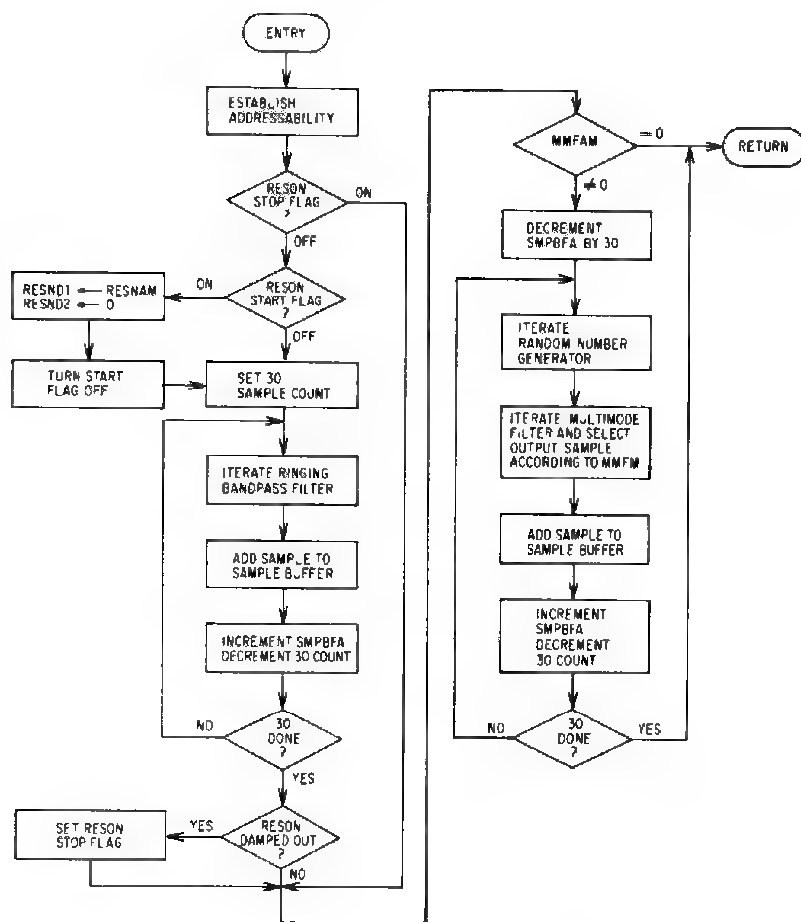 ENTRY
ESTABLISH
ADDRESSABILITY
RESON
STOP FLAG
?
ON
OFF
RESON
START FLAG
?
ON
OFF
RESND1 ← RESNAM
RESND2 ← 0
TURN START
FLAG OFF
SET 30
SAMPLE COUNT
ITERATE RINGING
BANDPASS FILTER
ADD SAMPLE TO
SAMPLE BUFFER
INCREMENT SMPBFA
DECREMENT 30 COUNT
30
DONE
?
NO
YES
RESON
DAMPED OUT
?
YES
NO
SET RESON
STOP FLAG
MMFAM
=0
≠0
RETURN
DECREMENT
SMPBFA BY 30
ITERATE
RANDOM NUMBER
GENERATOR
ITERATE MULTIMODE
FILTER AND SELECT
OUTPUT SAMPLE
ACCORDING TO MMFM
ADD SAMPLE TO
SAMPLE BUFFER
INCREMENT
SMPBFA
DECREMENT
30 COUNT
30
DONE
?
NO
YES